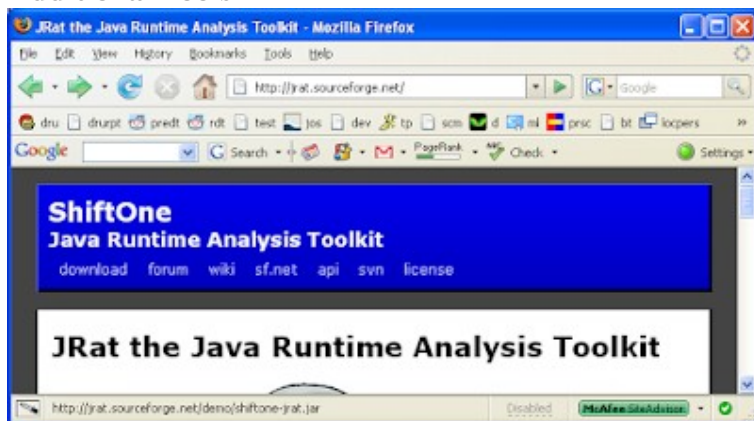 JRat the Java Runtime Analysis Toolkit - Mozilla Firefox
File Edit View History Bookmarks Tools Help
http://jrat.sourceforge.net/ Google
dru drurpt predt rdt test jos dev tp scm d ml prsc bt locpers »
Google Search PageRank Check Settings
ShiftOne
Java Runtime Analysis Toolkit
download forum wiki sf.net api svn license
JRat the Java Runtime Analysis Toolkit
http://jrat.sourceforge.net/demo/shiftone-jrat.jar Disabled McAfee SiteAdvisor